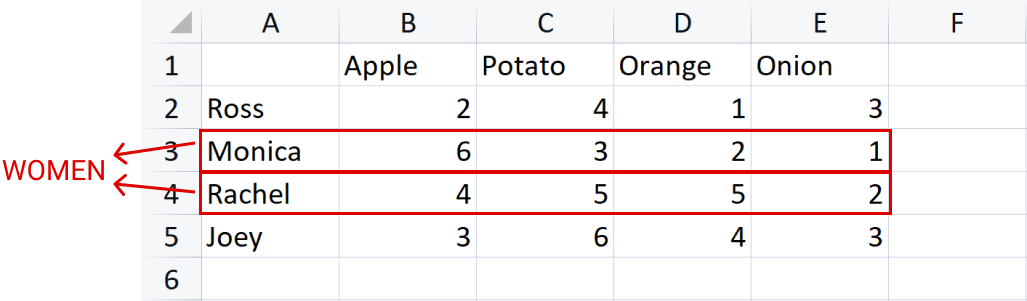 A B C D E F
1 Apple Potato Orange Onion
2 Ross 2 4 1 3
3 Monica 6 3 2 1
WOMEN
4 Rachel 4 5 5 2
5 Joey 3 6 4 3
6